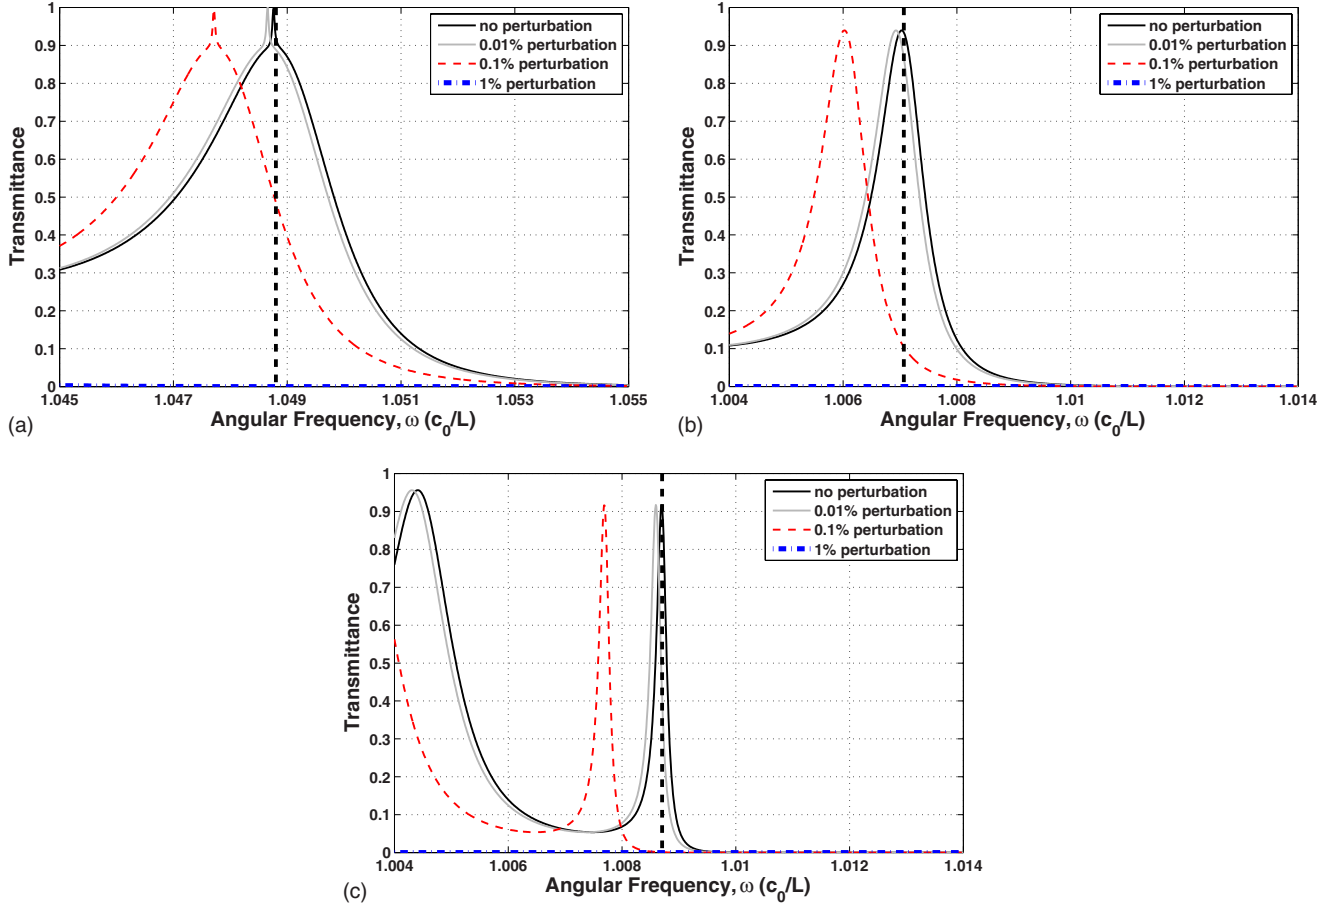 1
0.9
0.8
0.7
0.6
0.5
0.4
0.3
0.2
0.1
0
Transmittance
no perturbation
0.01% perturbation
0.1% perturbation
1% perturbation
1.045 1.047 1.049 1.051 1.053 1.055
Angular Frequency, ω (c0/L)
(a)
1
0.9
0.8
0.7
0.6
0.5
0.4
0.3
0.2
0.1
0
Transmittance
no perturbation
0.01% perturbation
0.1% perturbation
1% perturbation
1.004 1.006 1.008 1.01 1.012 1.014
Angular Frequency, ω (c0/L)
(b)
1
0.9
0.8
0.7
0.6
0.5
0.4
0.3
0.2
0.1
0
Transmittance
no perturbation
0.01% perturbation
0.1% perturbation
1% perturbation
1.004 1.006 1.008 1.01 1.012 1.014
Angular Frequency, ω (c0/L)
(c)